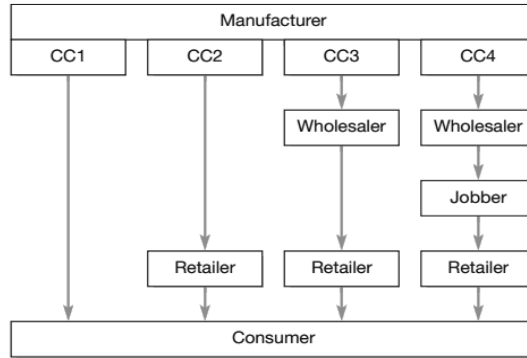 Manufacturer
CC1 CC2 CC3 CC4
Wholesaler Wholesaler
Jobber
Retailer Retailer Retailer
Consumer